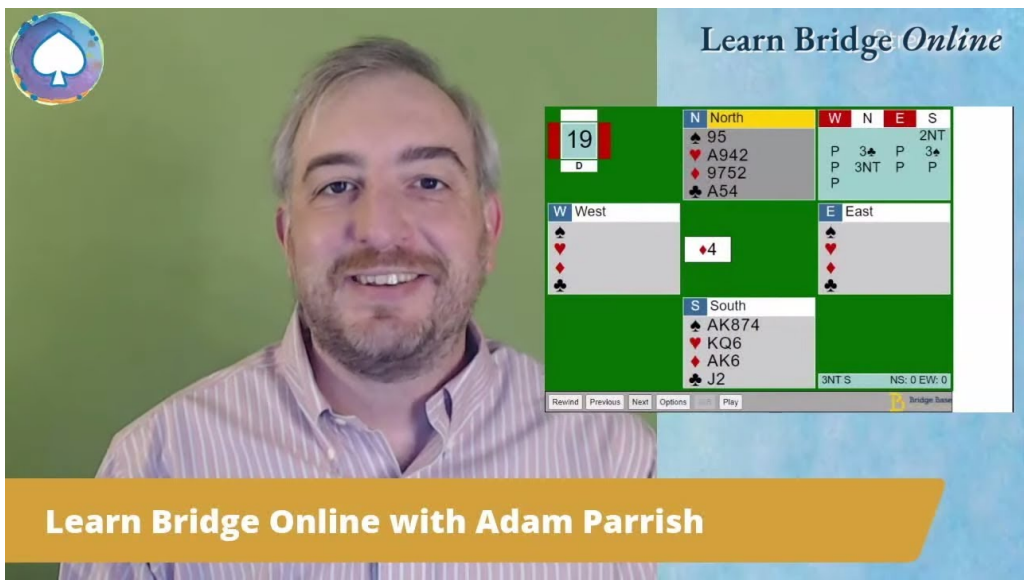 Learn Bridge Online
19
D
N North
♠ 95
♥ A942
♦ 9752
♣ A54
W N E S
2NT
P 3♣ P 3♠
P 3NT P P
P
W West
♠
♥
♦
♣
♦4
E East
♠
♥
♦
♣
S South
♠ AK874
♥ KQ6
♦ AK6
♣ J2
3NT S NS: 0 EW: 0
Rewind Previous Next Options Play
Bridge Base
Learn Bridge Online with Adam Parrish